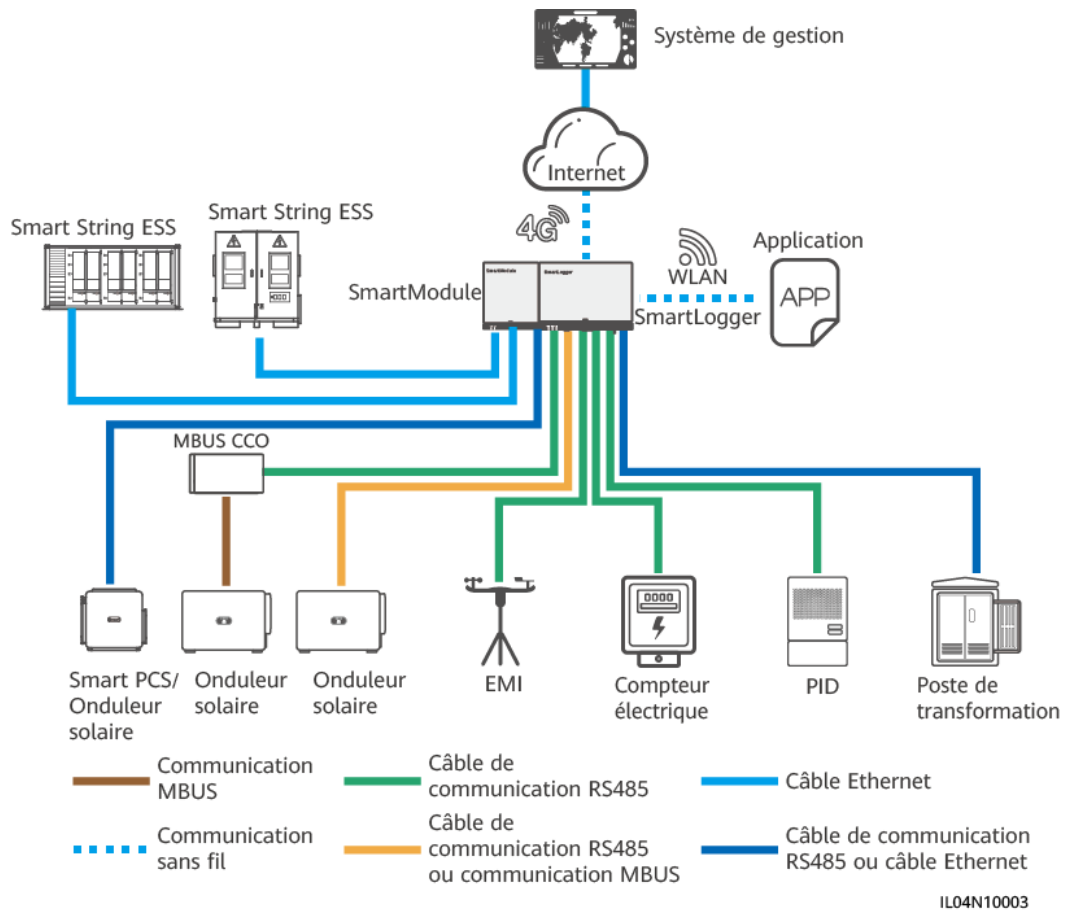 Système de gestion
Internet
4G
Smart String ESS
Smart String ESS
SmartModule
SmartModule
SmartLogger
WLAN
SmartLogger
Application
APP
MBUS CCO
0000
Smart PCS/
Onduleur
solaire
Onduleur
solaire
Onduleur
solaire
EMI
Compteur
électrique
PID
Poste de
transformation
Communication
MBUS
Câble de
communication RS485
Câble Ethernet
Communication
sans fil
Câble de
communication RS485
ou communication MBUS
Câble de communication
RS485 ou câble Ethernet
IL04N10003